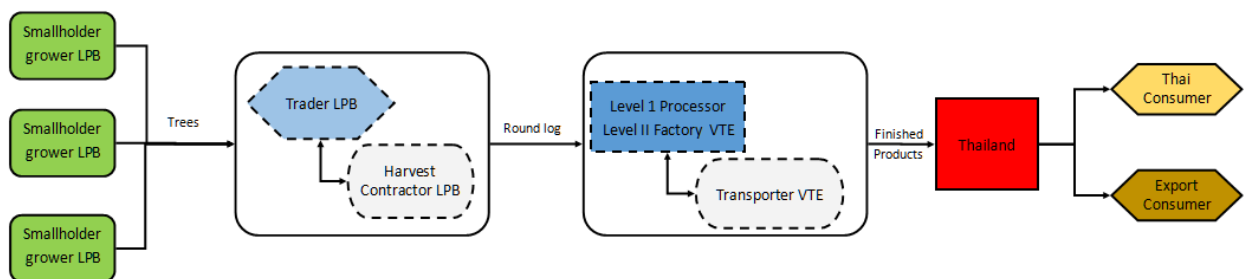 Smallholder
grower LPB
Smallholder
grower LPB
Smallholder
grower LPB
Trees
Trader LPB
Harvest
Contractor LPB
Round log
Level 1 Processor
Level II Factory VTE
Transporter VTE
Finished
Products
Thailand
Thai
Consumer
Export
Consumer